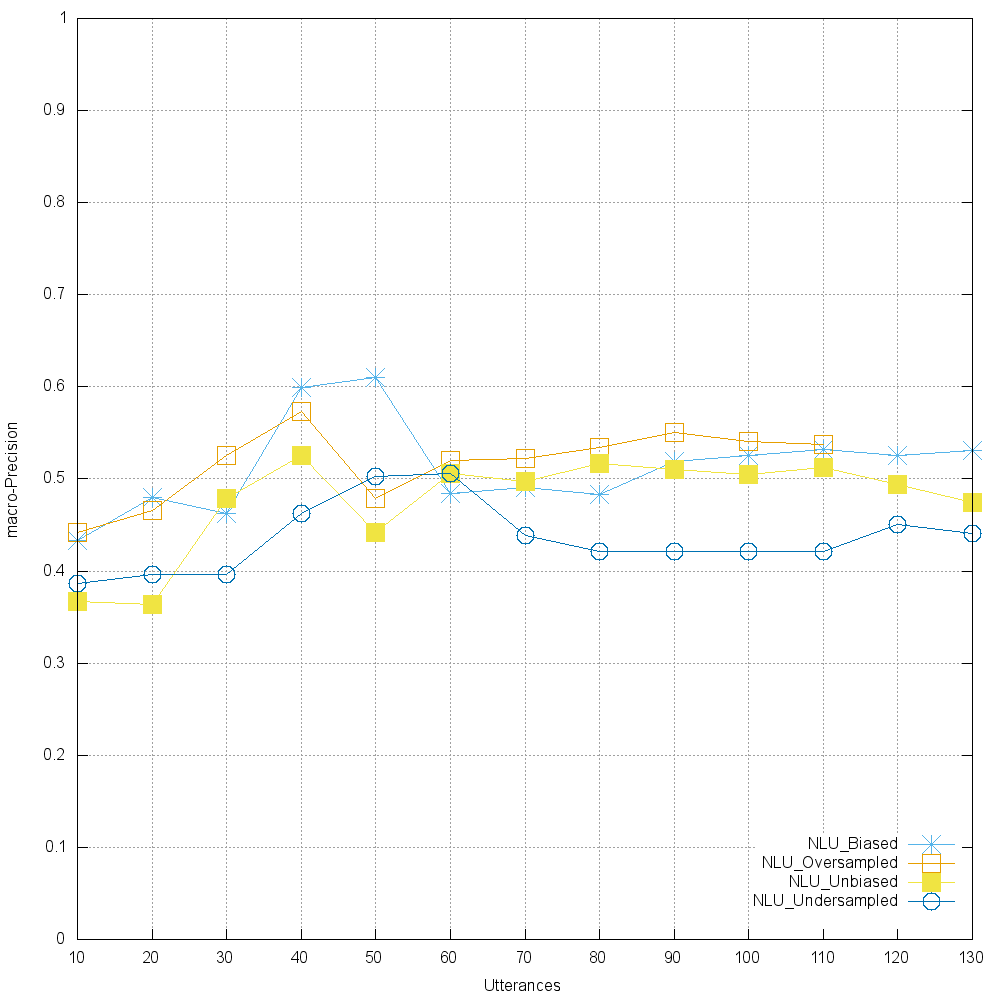 1
0.9
0.8
0.7
0.6
0.5
0.4
0.3
0.2
0.1
0
macro-Precision
NLU_Biased
NLU_Oversampled
NLU_Unbiased
NLU_Undersampled
10 20 30 40 50 60 70 80 90 100 110 120 130
Utterances